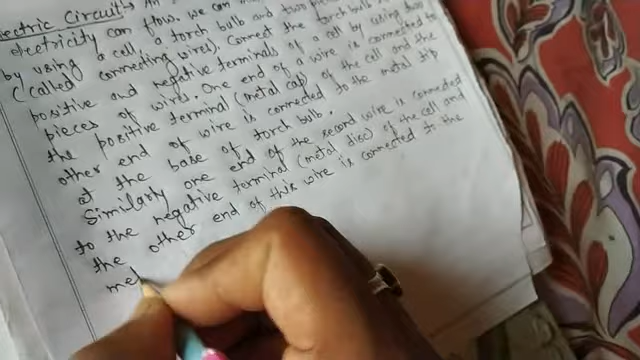 Electric Circuit :- An
electricity can flow. We can
by using a cell, a torch bulb and two
(called connecting wires). Connect the torch bulb
positive and negative terminals of a cell by using two
pieces of wires. One end of a wire is connected to
the positive terminal (metal cap) of the cell and the
other end of wire is connected to the metal tip
at the base of torch bulb.
Similarly one end of the second wire is connected
to the negative terminal (metal disc) of the cell and
the other end of this wire is connected to the
me